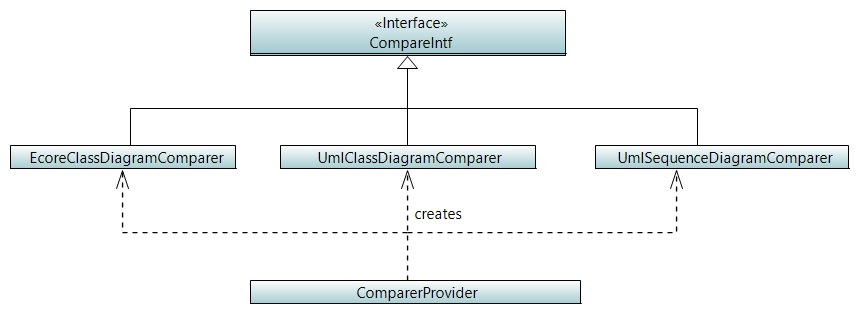 «Interface»
CompareIntf
EcoreClassDiagramComparer
UmlClassDiagramComparer
UmlSequenceDiagramComparer
creates
ComparerProvider